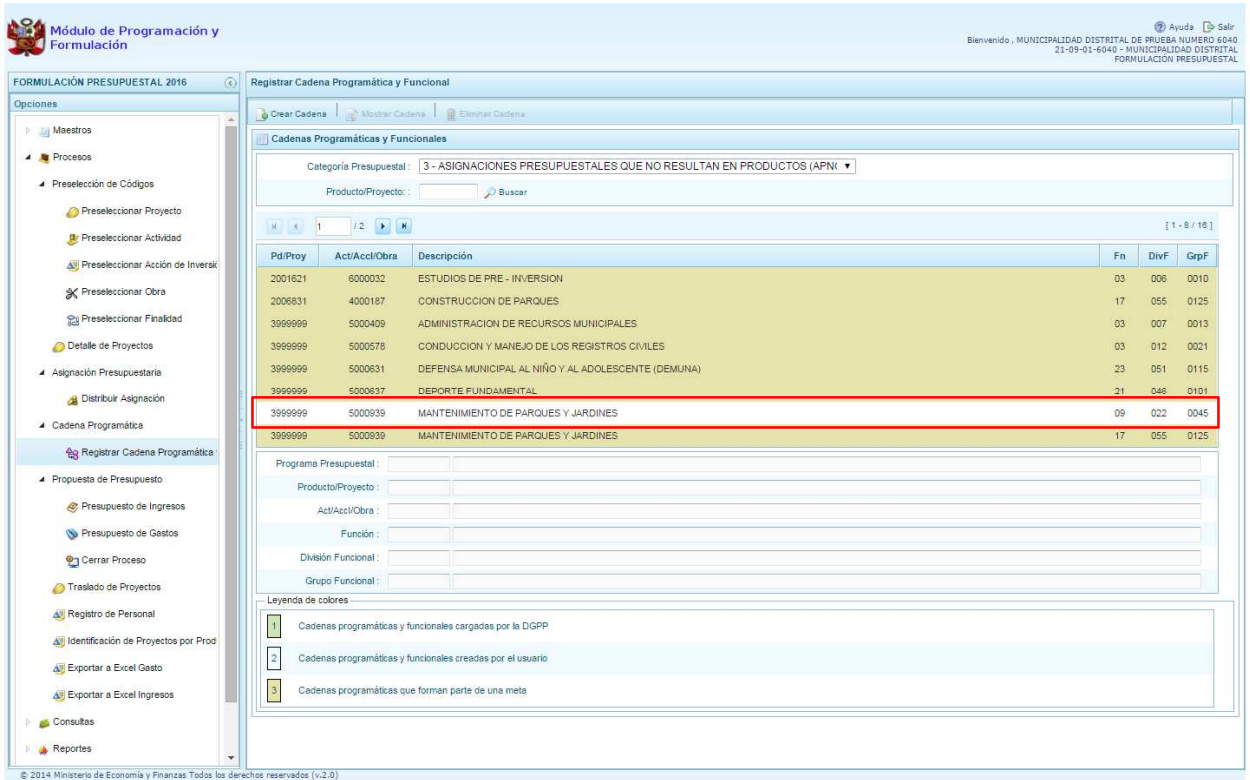 Módulo de Programación y
Formulación
Ayuda Salir
Bienvenido , MUNICIPALIDAD DISTRITAL DE PRUEBA NUMERO 6040
21-09-01-6040 - MUNICIPALIDAD DISTRITAL
FORMULACIÓN PRESUPUESTAL
FORMULACIÓN PRESUPUESTAL 2016
Opciones
Maestros
Procesos
Preselección de Códigos
Preseleccionar Proyecto
Preseleccionar Actividad
Preseleccionar Acción de Inversió
Preseleccionar Obra
Preseleccionar Finalidad
Detalle de Proyectos
Asignación Presupuestaria
Distribuir Asignación
Cadena Programática
Registrar Cadena Programática
Propuesta de Presupuesto
Presupuesto de Ingresos
Presupuesto de Gastos
Cerrar Proceso
Traslado de Proyectos
Registro de Personal
Identificación de Proyectos por Prod
Exportar a Excel Gasto
Exportar a Excel Ingresos
Consultas
Reportes
Registrar Cadena Programática y Funcional
Crear Cadena Mostrar Cadena Eliminar Cadena
Cadenas Programáticas y Funcionales
Categoría Presupuestal : 3 - ASIGNACIONES PRESUPUESTALES QUE NO RESULTAN EN PRODUCTOS (APN(
Producto/Proyecto: : Buscar
1 / 2 [ 1 - 8 / 16 ]
Pd/Proy Act/AccI/Obra Descripción Fn DivF GrpF
2001621 6000032 ESTUDIOS DE PRE - INVERSION 03 006 0010
2006831 4000187 CONSTRUCCION DE PARQUES 17 055 0125
3999999 5000409 ADMINISTRACION DE RECURSOS MUNICIPALES 03 007 0013
3999999 5000578 CONDUCCION Y MANEJO DE LOS REGISTROS CIVILES 03 012 0021
3999999 5000631 DEFENSA MUNICIPAL AL NIÑO Y AL ADOLESCENTE (DEMUNA) 23 051 0115
3999999 5000637 DEPORTE FUNDAMENTAL 21 046 0101
3999999 5000939 MANTENIMIENTO DE PARQUES Y JARDINES 09 022 0045
3999999 5000939 MANTENIMIENTO DE PARQUES Y JARDINES 17 055 0125
Programa Presupuestal :
Producto/Proyecto :
Act/AccI/Obra :
Función :
División Funcional :
Grupo Funcional :
Leyenda de colores
1 Cadenas programáticas y funcionales cargadas por la DGPP
2 Cadenas programáticas y funcionales creadas por el usuario
3 Cadenas programáticas que forman parte de una meta
© 2014 Ministerio de Economía y Finanzas Todos los derechos reservados (v.2.0)